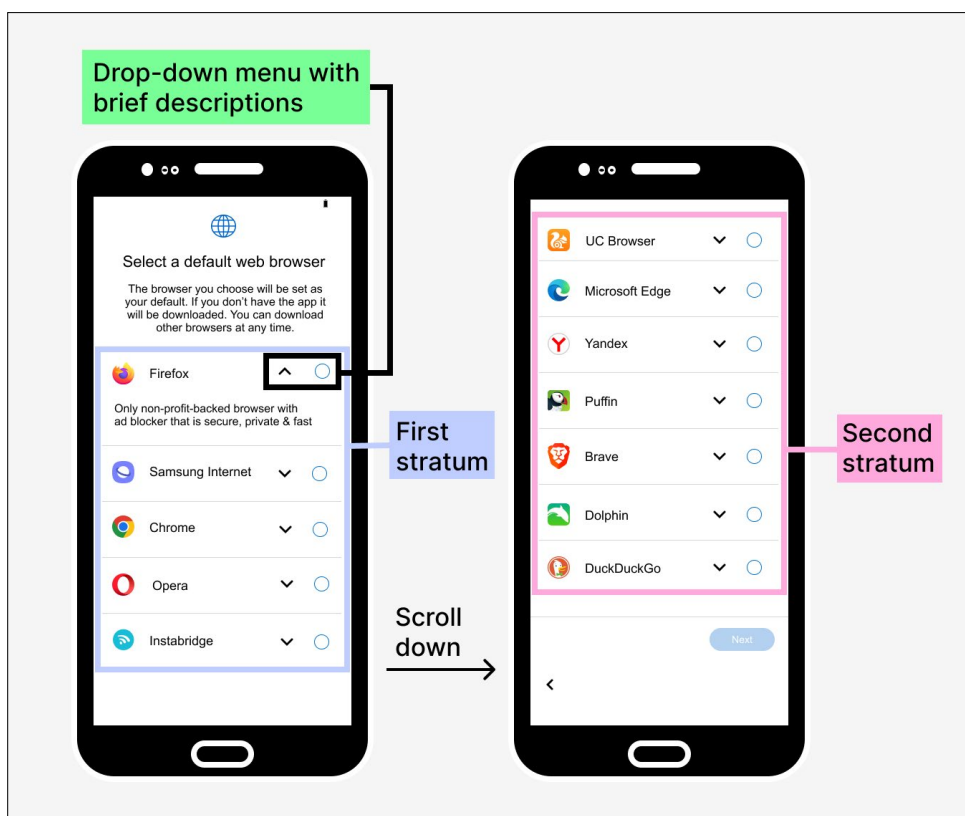 Drop-down menu with
brief descriptions
Select a default web browser
The browser you choose will be set as
your default. If you don't have the app it
will be downloaded. You can download
other browsers at any time.
Firefox
Only non-profit-backed browser with
ad blocker that is secure, private & fast
Samsung Internet
Chrome
Opera
Instabridge
First
stratum
Scroll
down
UC Browser
Microsoft Edge
Yandex
Puffin
Brave
Dolphin
DuckDuckGo
Next
Second
stratum